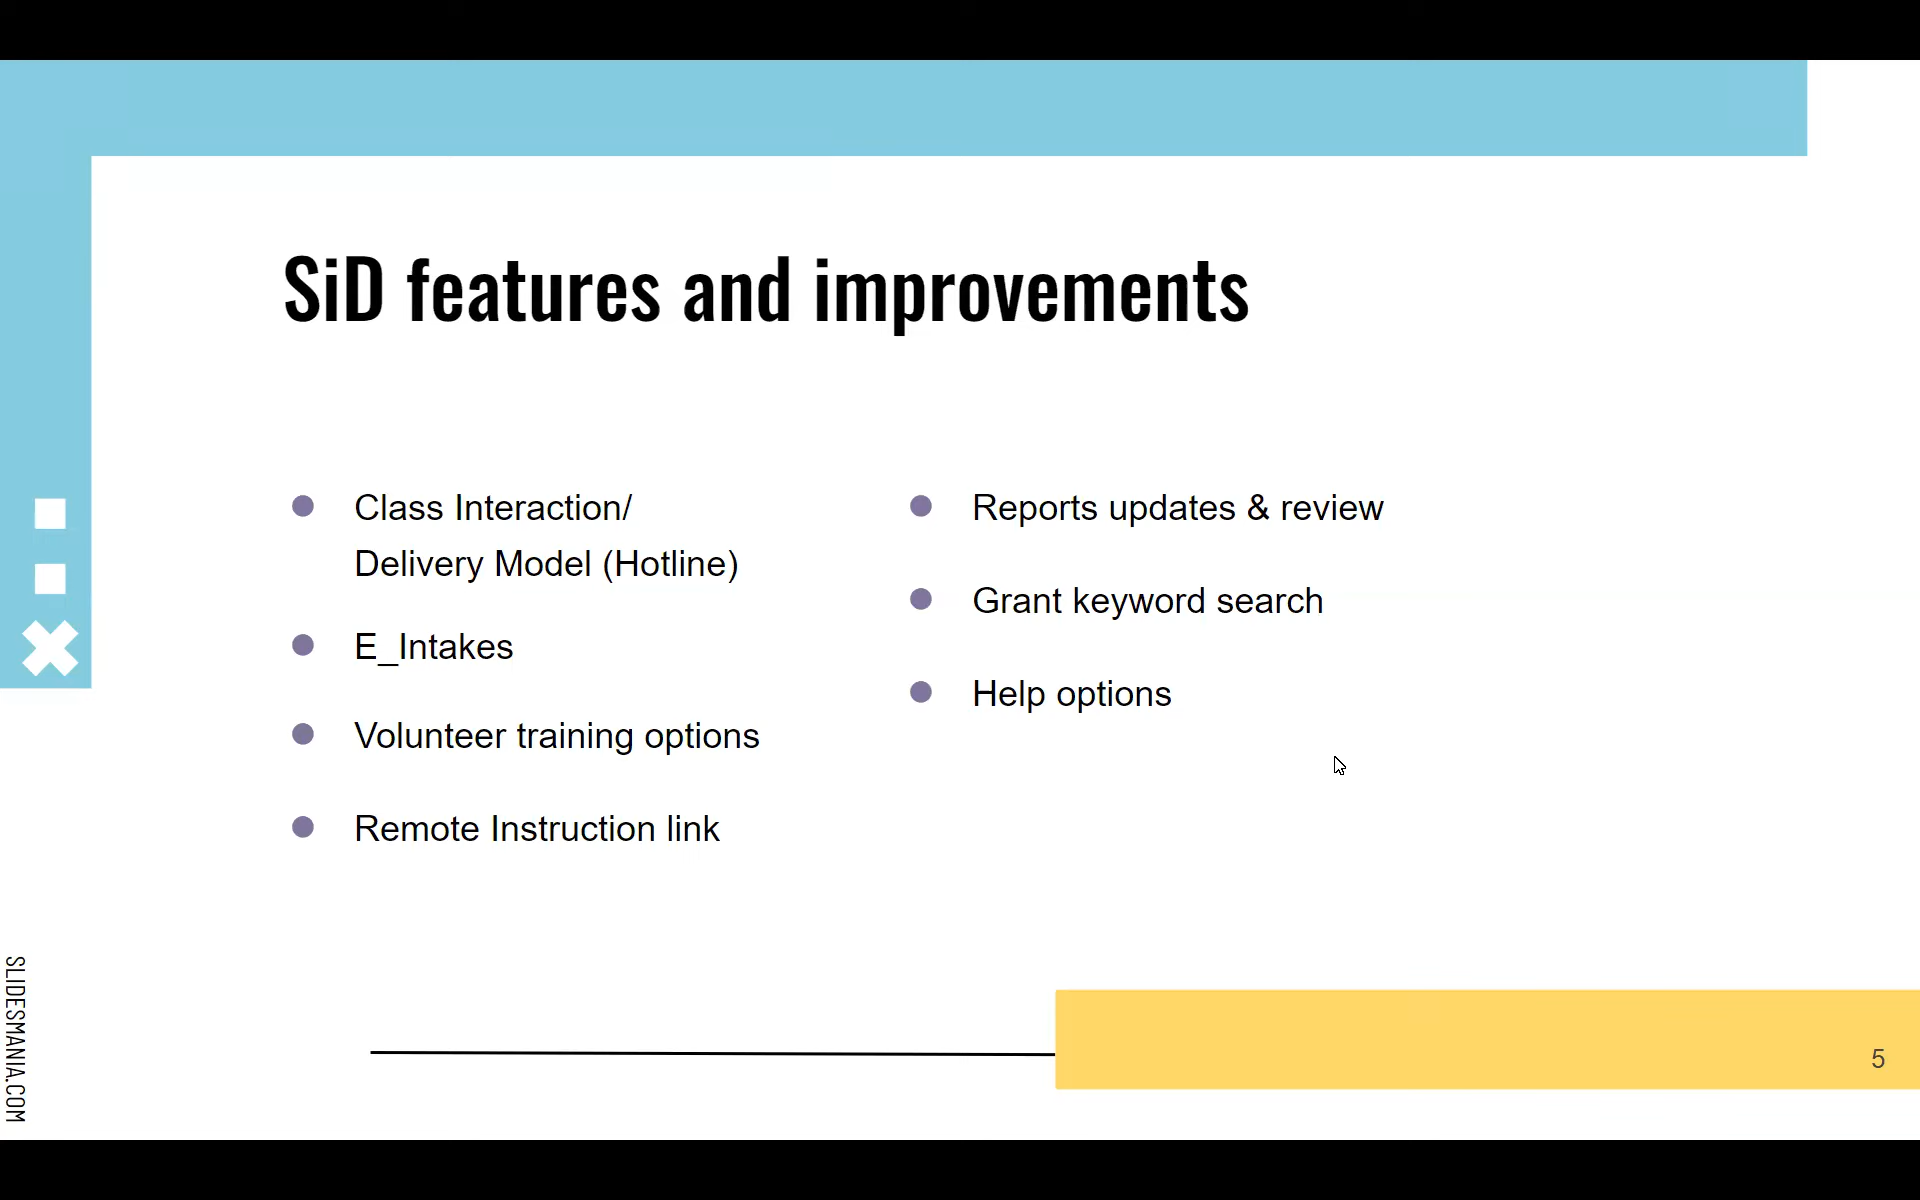 SiD features and improvements
Class Interaction/
Delivery Model (Hotline)
E_Intakes
Volunteer training options
Remote Instruction link
Reports updates & review
Grant keyword search
Help options
SLIDESMANIA.COM
5